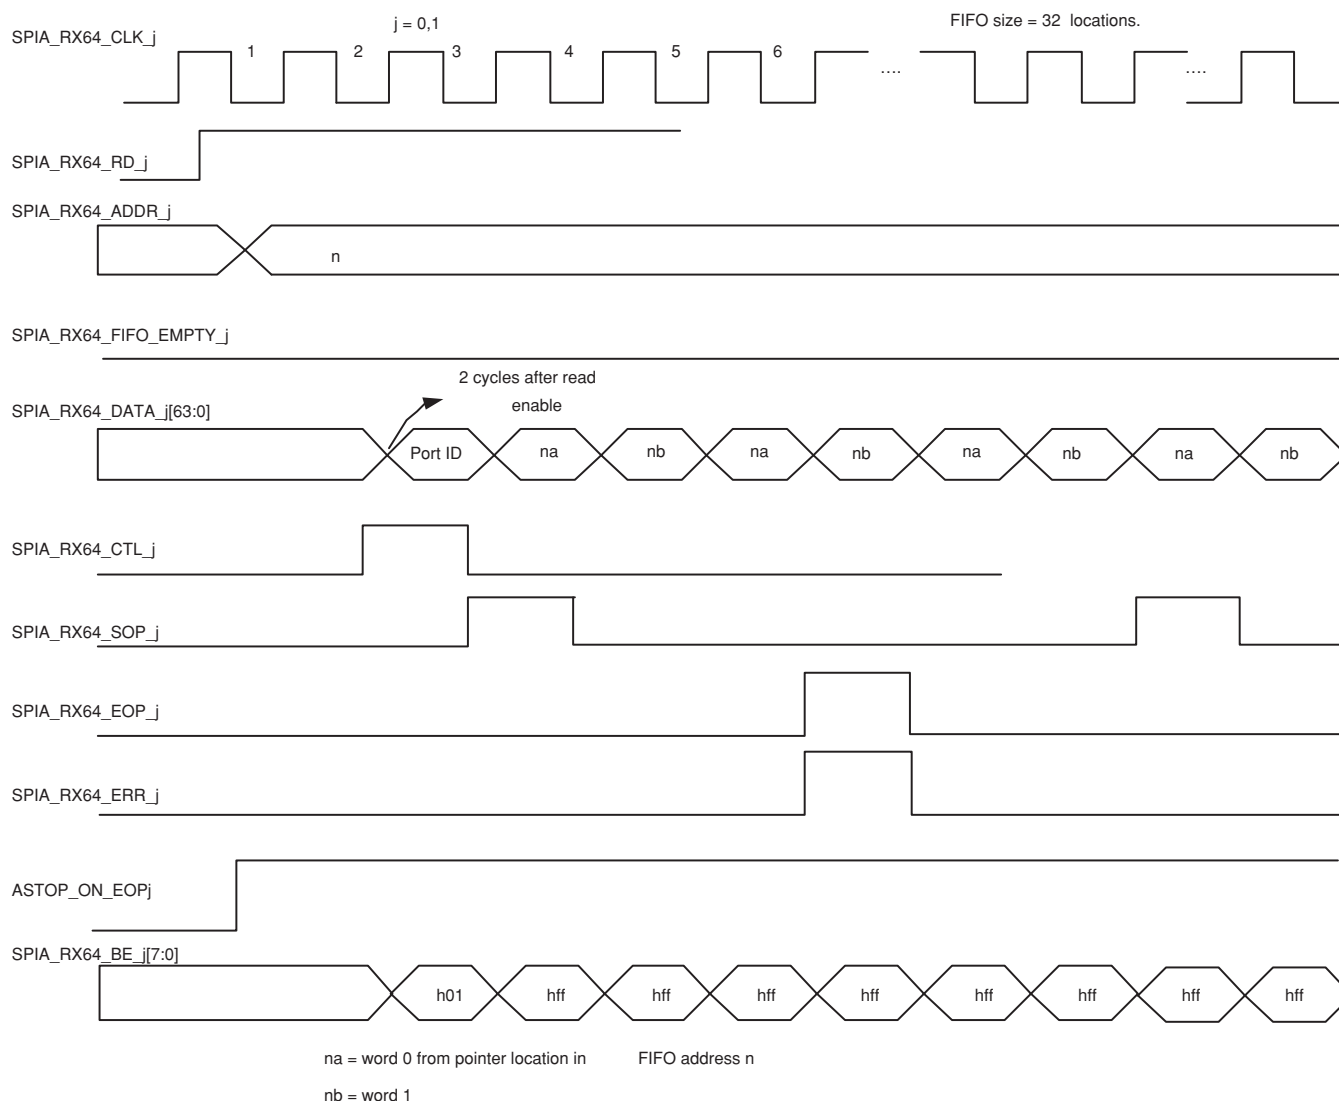 j = 0,1
FIFO size = 32 locations.
SPIA_RX64_CLK_j
1 2 3 4 5 6 .... ....
SPIA_RX64_RD_j
SPIA_RX64_ADDR_j
n
SPIA_RX64_FIFO_EMPTY_j
2 cycles after read
enable
SPIA_RX64_DATA_j[63:0]
Port ID na nb na nb na nb na nb
SPIA_RX64_CTL_j
SPIA_RX64_SOP_j
SPIA_RX64_EOP_j
SPIA_RX64_ERR_j
ASTOP_ON_EOPj
SPIA_RX64_BE_j[7:0]
h01 hff hff hff hff hff hff hff hff
na = word 0 from pointer location in FIFO address n
nb = word 1